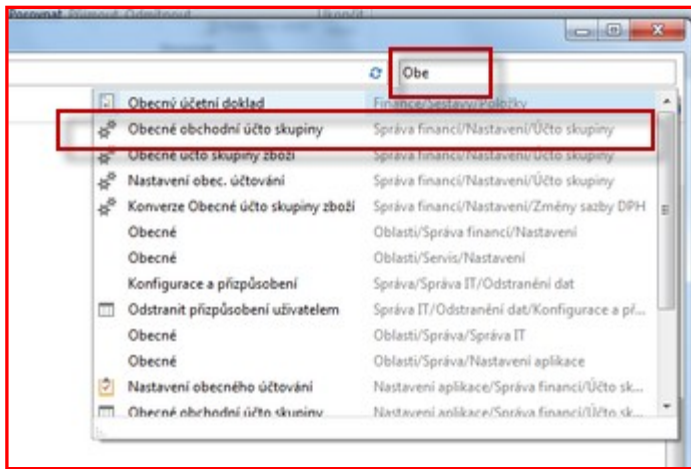 Porovnat Přijmout Odmítnout Ukončit
Obe
Obecný účetní doklad Finance/Sestavy/Položky
Obecné obchodní účto skupiny Správa financí/Nastavení/Účto skupiny
Obecné účto skupiny zboží Správa financí/Nastavení/Účto skupiny
Nastavení obec. účtování Správa financí/Nastavení/Účto skupiny
Konverze Obecné účto skupiny zboží Správa financí/Nastavení/Změny sazby DPH
Obecné Oblasti/Správa financí/Nastavení
Obecné Oblasti/Servis/Nastavení
Konfigurace a přizpůsobení Správa/Správa IT/Odstranění dat
Odstranit přizpůsobení uživatelem Správa IT/Odstranění dat/Konfigurace a př...
Obecné Oblasti/Správa/Správa IT
Obecné Oblasti/Správa/Nastavení aplikace
Nastavení obecného účtování Nastavení aplikace/Správa financí/Účto sk...
Obecné obchodní účto skupiny Nastavení aplikace/Správa financí/Účto sk...